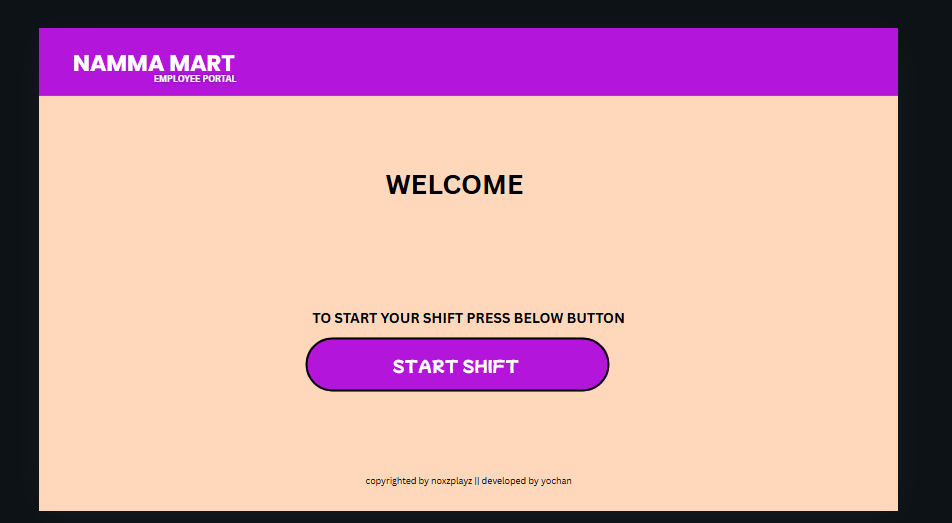 NAMMA MART
EMPLOYEE PORTAL
WELCOME
TO START YOUR SHIFT PRESS BELOW BUTTON
START SHIFT
copyrighted by noxzplayz || developed by yochan